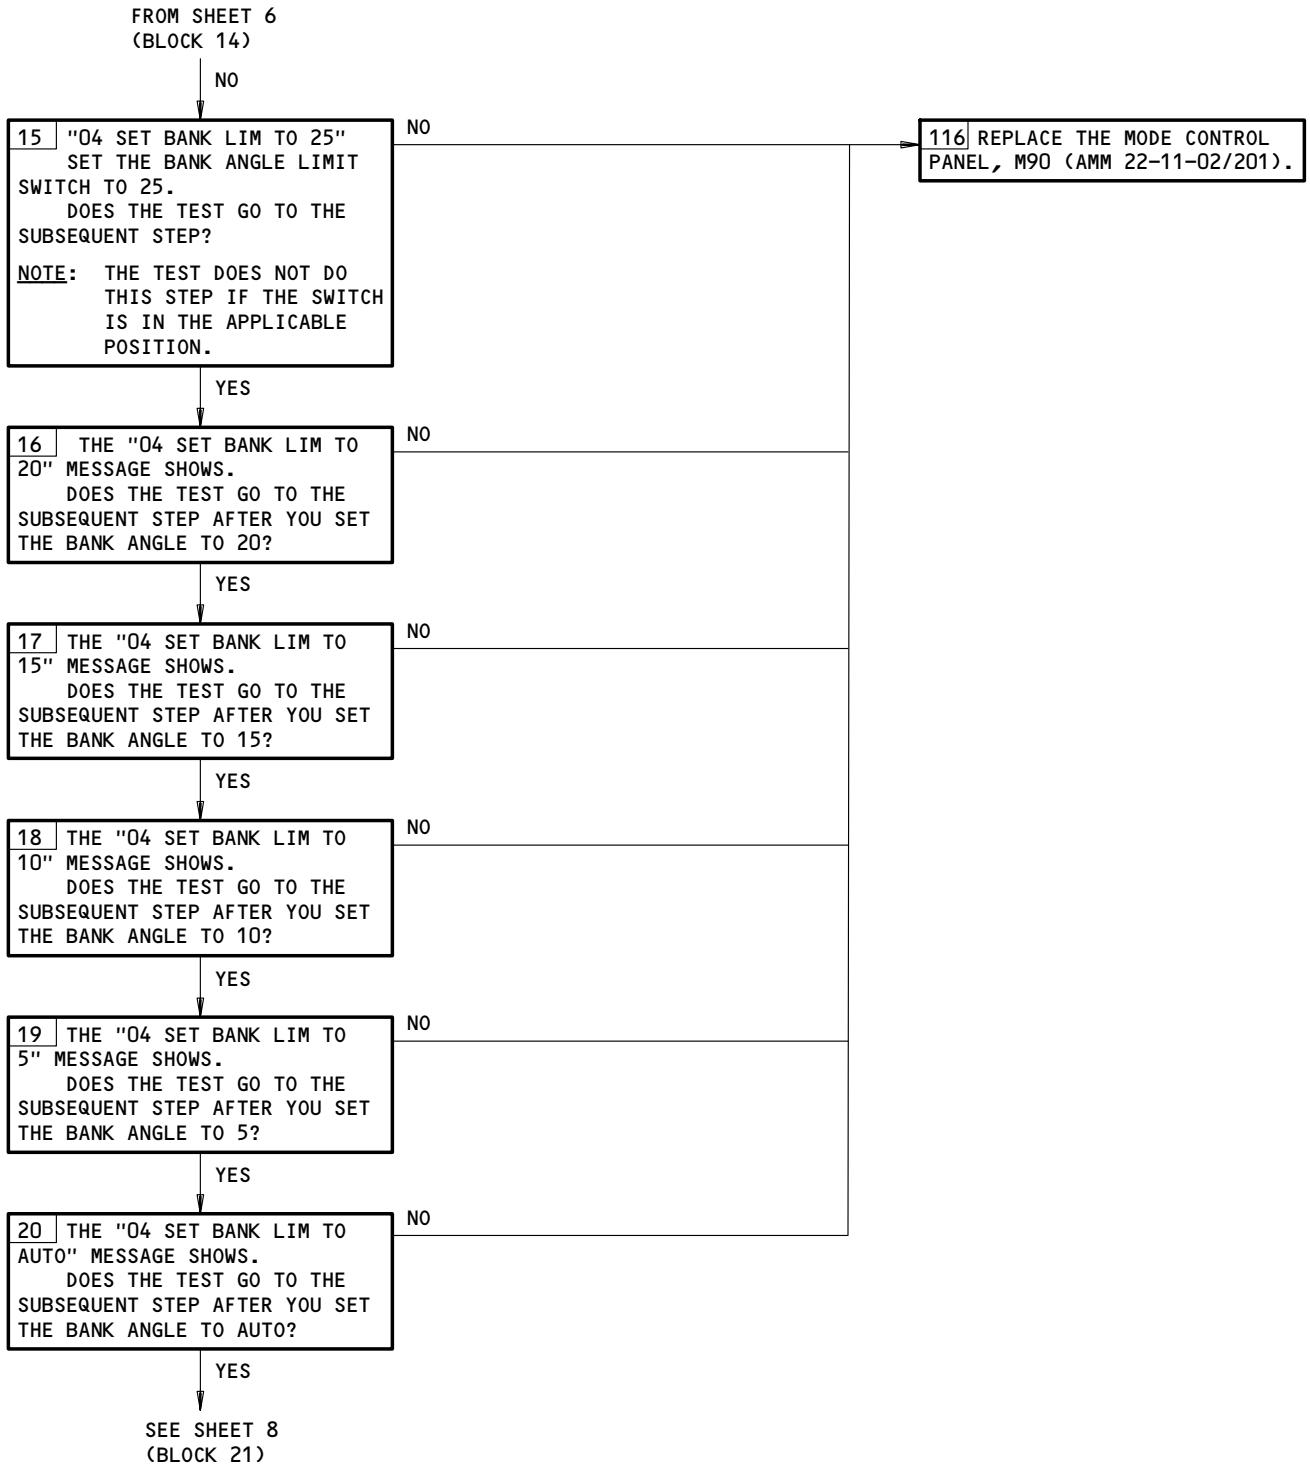 FROM SHEET 6
(BLOCK 14)
NO
15 "04 SET BANK LIM TO 25"
SET THE BANK ANGLE LIMIT
SWITCH TO 25.
DOES THE TEST GO TO THE
SUBSEQUENT STEP?
NOTE: THE TEST DOES NOT DO
THIS STEP IF THE SWITCH
IS IN THE APPLICABLE
POSITION.
NO
116 REPLACE THE MODE CONTROL
PANEL, M90 (AMM 22-11-02/201).
YES
16 THE "04 SET BANK LIM TO
20" MESSAGE SHOWS.
DOES THE TEST GO TO THE
SUBSEQUENT STEP AFTER YOU SET
THE BANK ANGLE TO 20?
NO
YES
17 THE "04 SET BANK LIM TO
15" MESSAGE SHOWS.
DOES THE TEST GO TO THE
SUBSEQUENT STEP AFTER YOU SET
THE BANK ANGLE TO 15?
NO
YES
18 THE "04 SET BANK LIM TO
10" MESSAGE SHOWS.
DOES THE TEST GO TO THE
SUBSEQUENT STEP AFTER YOU SET
THE BANK ANGLE TO 10?
NO
YES
19 THE "04 SET BANK LIM TO
5" MESSAGE SHOWS.
DOES THE TEST GO TO THE
SUBSEQUENT STEP AFTER YOU SET
THE BANK ANGLE TO 5?
NO
YES
20 THE "04 SET BANK LIM TO
AUTO" MESSAGE SHOWS.
DOES THE TEST GO TO THE
SUBSEQUENT STEP AFTER YOU SET
THE BANK ANGLE TO AUTO?
NO
YES
SEE SHEET 8
(BLOCK 21)